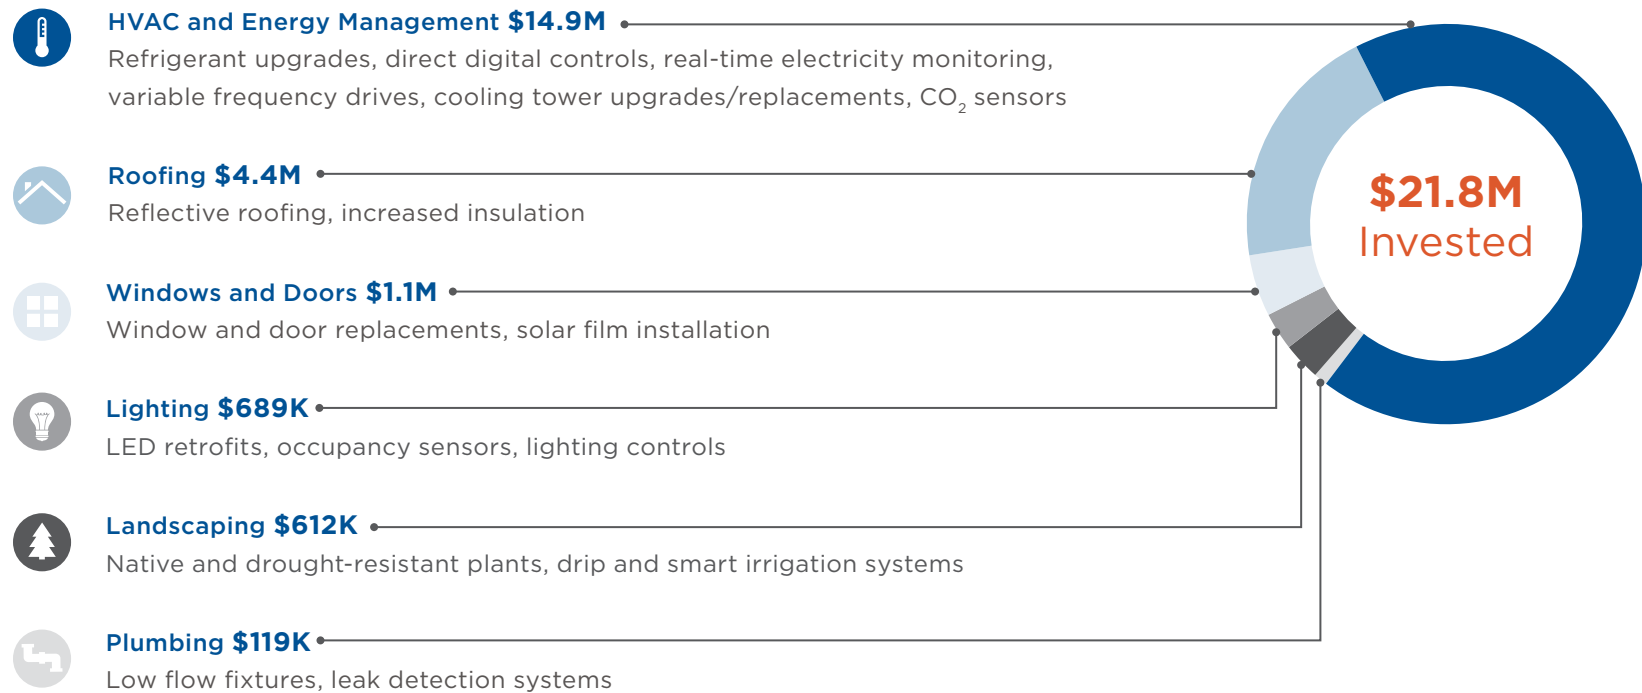 HVAC and Energy Management $14.9M
Refrigerant upgrades, direct digital controls, real-time electricity monitoring,
variable frequency drives, cooling tower upgrades/replacements, CO₂ sensors
Roofing $4.4M
Reflective roofing, increased insulation
Windows and Doors $1.1M
Window and door replacements, solar film installation
Lighting $689K
LED retrofits, occupancy sensors, lighting controls
Landscaping $612K
Native and drought-resistant plants, drip and smart irrigation systems
Plumbing $119K
Low flow fixtures, leak detection systems
$21.8M
Invested